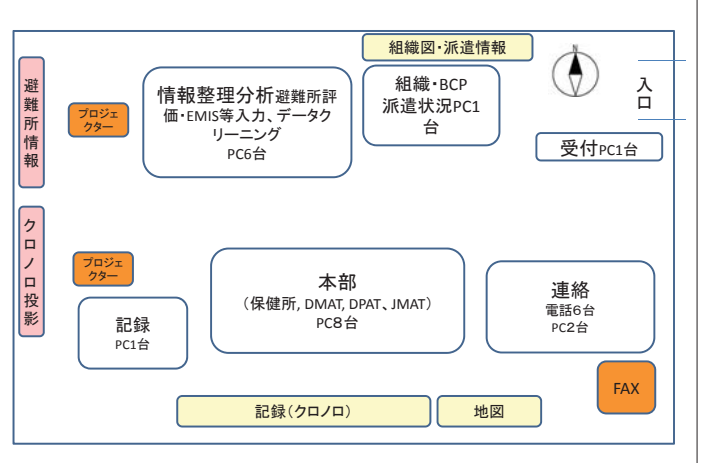 組織図・派遣情報
N
入
口
避
難
所
情
報
プロジェ
クター
情報整理分析避難所評
価・EMIS等入力、データク
リーニング
PC6台
組織・BCP
派遣状況PC1
台
受付PC1台
ク
ロ
ノ
ロ
投
影
プロジェ
クター
記録
PC1台
本部
（保健所, DMAT, DPAT、JMAT）
PC8台
連絡
電話6台
PC2台
FAX
記録（クロノロ）
地図